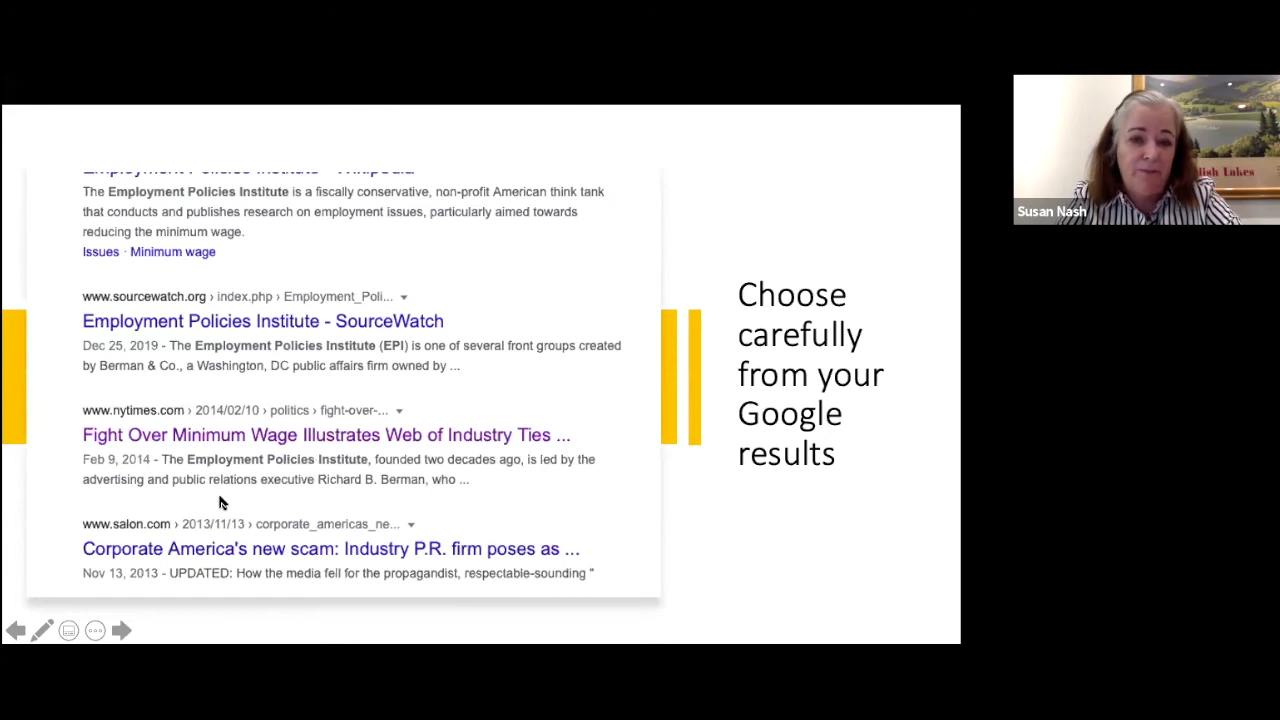 Employment Policies Institute - Wikipedia
The Employment Policies Institute is a fiscally conservative, non-profit American think tank
that conducts and publishes research on employment issues, particularly aimed towards
reducing the minimum wage.
Issues · Minimum wage
www.sourcewatch.org › index.php › Employment_Poli...
Employment Policies Institute - SourceWatch
Dec 25, 2019 - The Employment Policies Institute (EPI) is one of several front groups created
by Berman & Co., a Washington, DC public affairs firm owned by ...
www.nytimes.com › 2014/02/10 › politics › fight-over-...
Fight Over Minimum Wage Illustrates Web of Industry Ties ...
Feb 9, 2014 - The Employment Policies Institute, founded two decades ago, is led by the
advertising and public relations executive Richard B. Berman, who ...
www.salon.com › 2013/11/13 › corporate_americas_ne...
Corporate America's new scam: Industry P.R. firm poses as ...
Nov 13, 2013 - UPDATED: How the media fell for the propagandist, respectable-sounding "
Choose
carefully
from your
Google
results
Lakes
Susan Nash